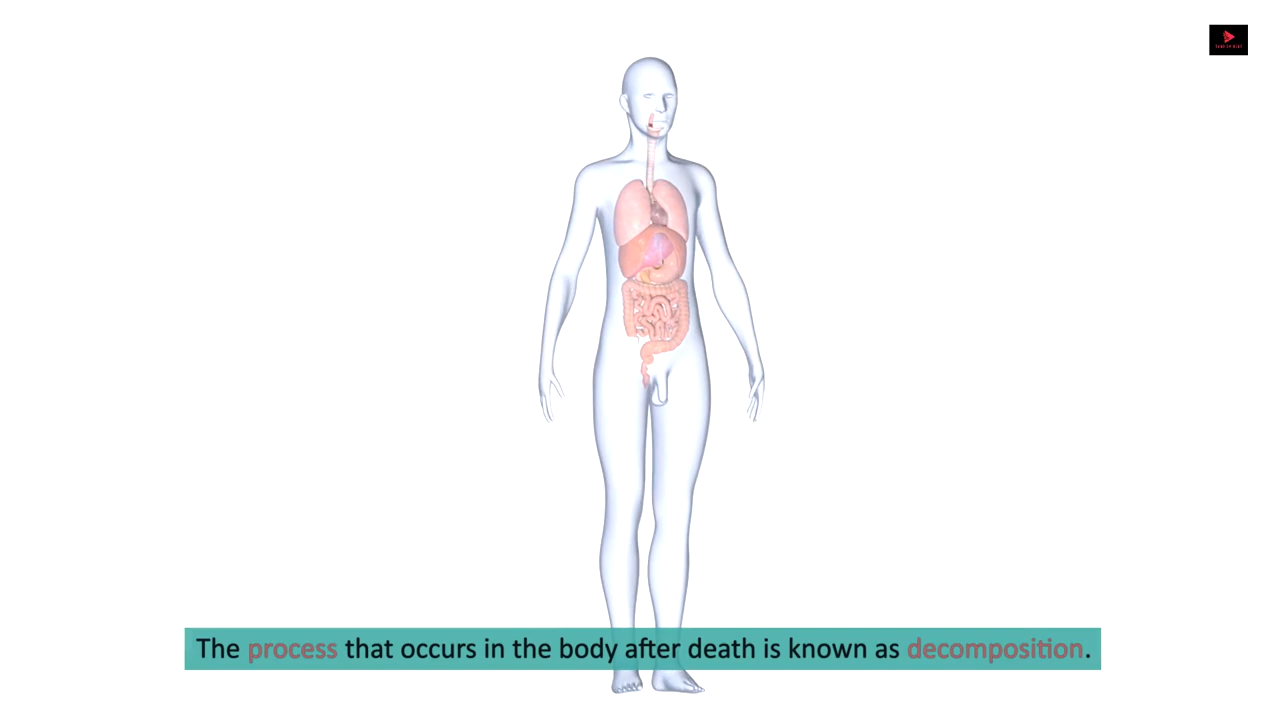 The process that occurs in the body after death is known as decomposition.